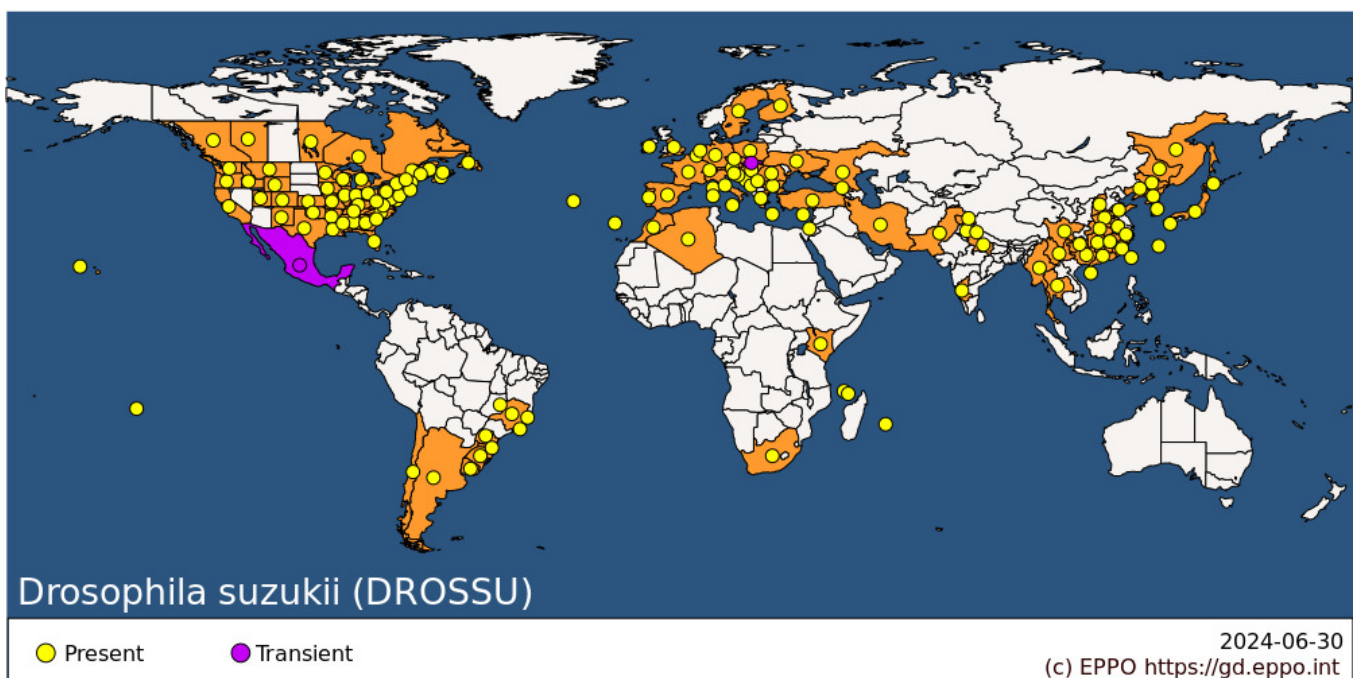 Drosophila suzukii (DROSSU)
Present
Transient
2024-06-30
(c) EPPO https://gd.eppo.int